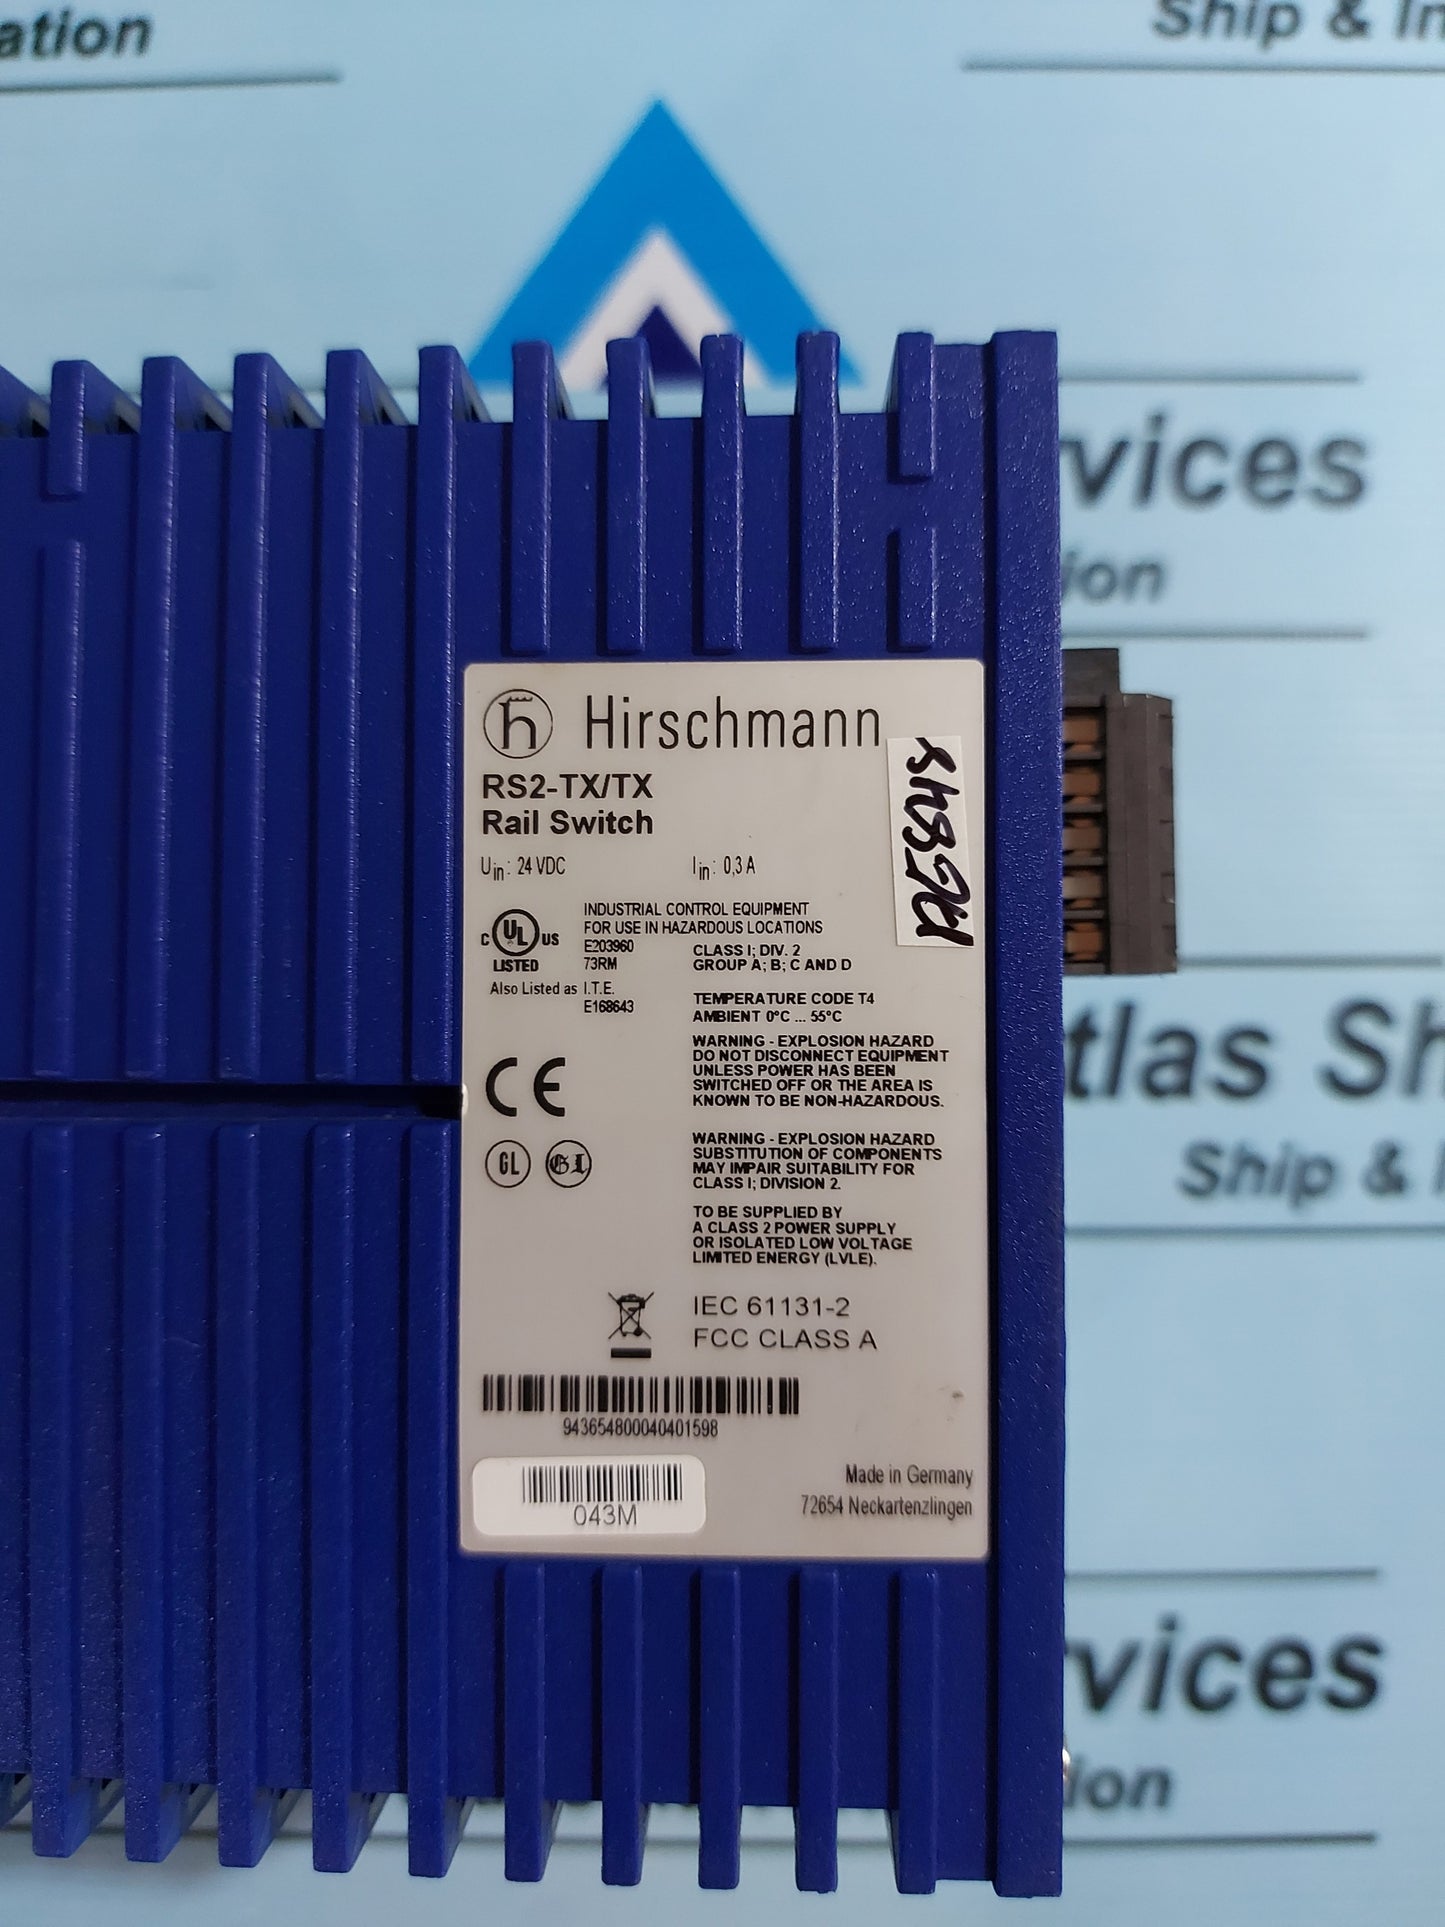 ation
Ship & In
vices
ion
Hirschmann
RS2-TX/TX
Rail Switch
Uin: 24 VDC
Iin: 0,3 A
C UL US
LISTED
INDUSTRIAL CONTROL EQUIPMENT
FOR USE IN HAZARDOUS LOCATIONS
E203960
73RM
CLASS I; DIV. 2
GROUP A; B; C AND D
Also Listed as I.T.E.
E168643
TEMPERATURE CODE T4
AMBIENT 0°C ... 55°C
WARNING - EXPLOSION HAZARD
DO NOT DISCONNECT EQUIPMENT
UNLESS POWER HAS BEEN
SWITCHED OFF OR THE AREA IS
KNOWN TO BE NON-HAZARDOUS.
CE
GL GL
WARNING - EXPLOSION HAZARD
SUBSTITUTION OF COMPONENTS
MAY IMPAIR SUITABILITY FOR
CLASS I; DIVISION 2.
TO BE SUPPLIED BY
A CLASS 2 POWER SUPPLY
OR ISOLATED LOW VOLTAGE
LIMITED ENERGY (LVLE).
IEC 61131-2
FCC CLASS A
943654800040401598
043M
Made in Germany
72654 Neckartenzlingen
tlas Sh
Ship & I
vices
ion